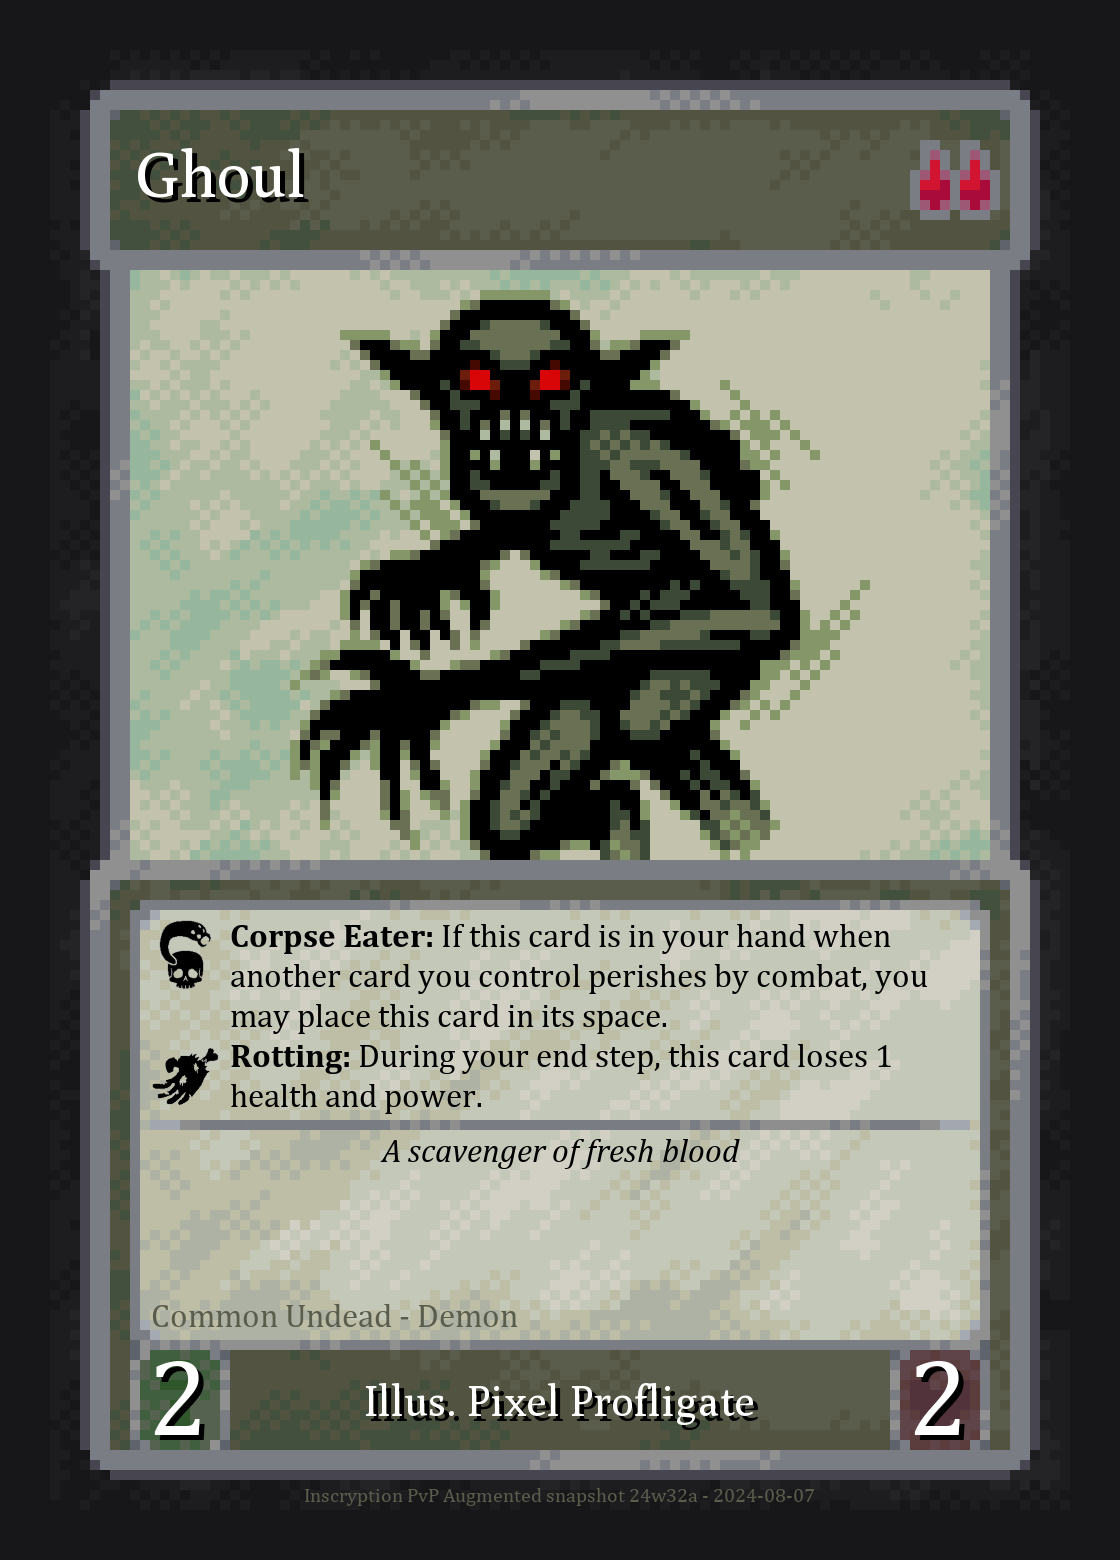 Ghoul
Corpse Eater: If this card is in your hand when
another card you control perishes by combat, you
may place this card in its space.
Rotting: During your end step, this card loses 1
health and power.
A scavenger of fresh blood
Common Undead - Demon
2
Illus. Pixel Profligate
2
Inscryption PvP Augmented snapshot 24w32a - 2024-08-07